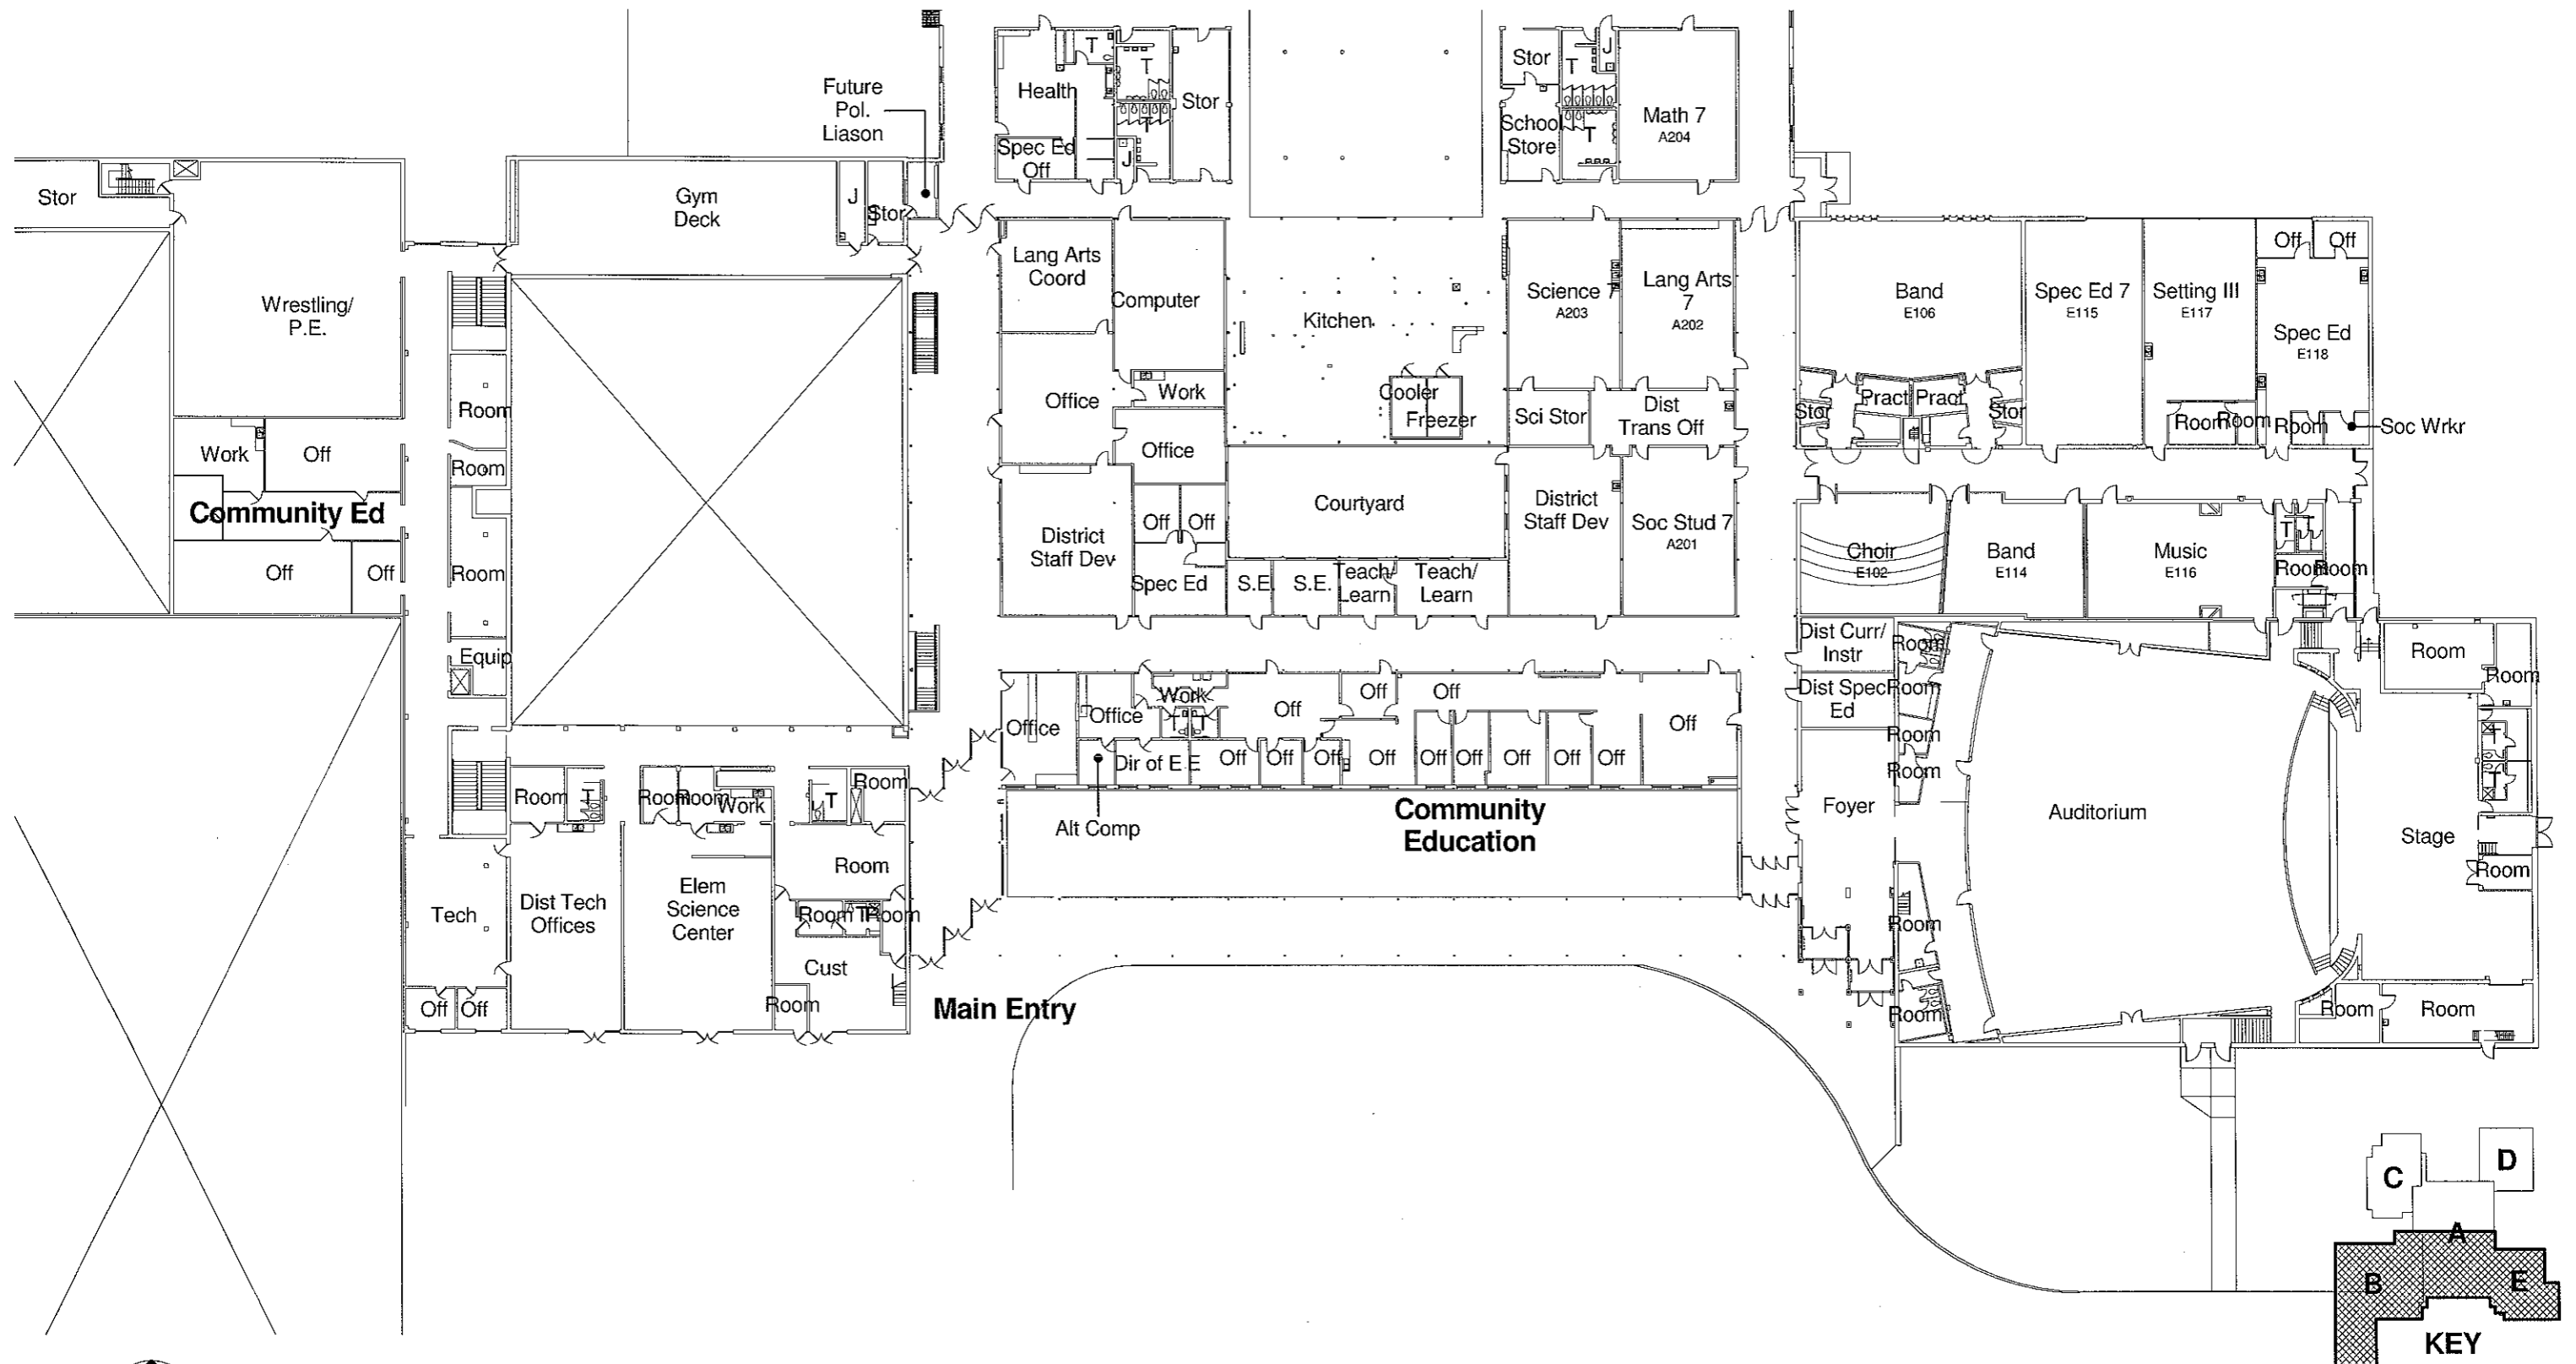 Future
Pol.
Liason
Health
T
T
T
J
Stor
Spec Ed
Off
Stor
T
J
School
Store
T
Math 7
A204
Stor
Gym
Deck
J
Stor
Wrestling/
P.E.
Lang Arts
Coord
Computer
Kitchen
Science 7
A203
Lang Arts
7
A202
Band
E106
Spec Ed 7
E115
Setting III
E117
Off
Off
Spec Ed
E118
Room
Office
Work
Cooler
Freezer
Sci Stor
Dist
Trans Off
Stor
Pract
Pract
Stor
Room
Room
Room
Soc Wrkr
Work
Off
Room
Office
Community Ed
Courtyard
District
Staff Dev
Off
Off
District
Staff Dev
Soc Stud 7
A201
Choir
E102
Band
E114
Music
E116
T
T
Room
Room
Off
Off
Room
Spec Ed
S.E.
S.E.
Teach/
Learn
Teach/
Learn
Equip
Dist Curr/
Instr
Room
Room
Room
Dist Spec
Ed
Room
Room
Room
Office
Office
Work
T
T
Off
Off
Off
Off
Dir of E.E
Off
Off
Off
Off
Off
Off
Off
Off
Off
Alt Comp
Community
Education
Foyer
Auditorium
Stage
T
T
Room
Room
T
Room
Room
Work
T
Room
Room
Tech
Dist Tech
Offices
Elem
Science
Center
Room
T
Room
Cust
Room
Off
Off
Main Entry
Room
Room
Room
Room
C
D
A
B
E
KEY